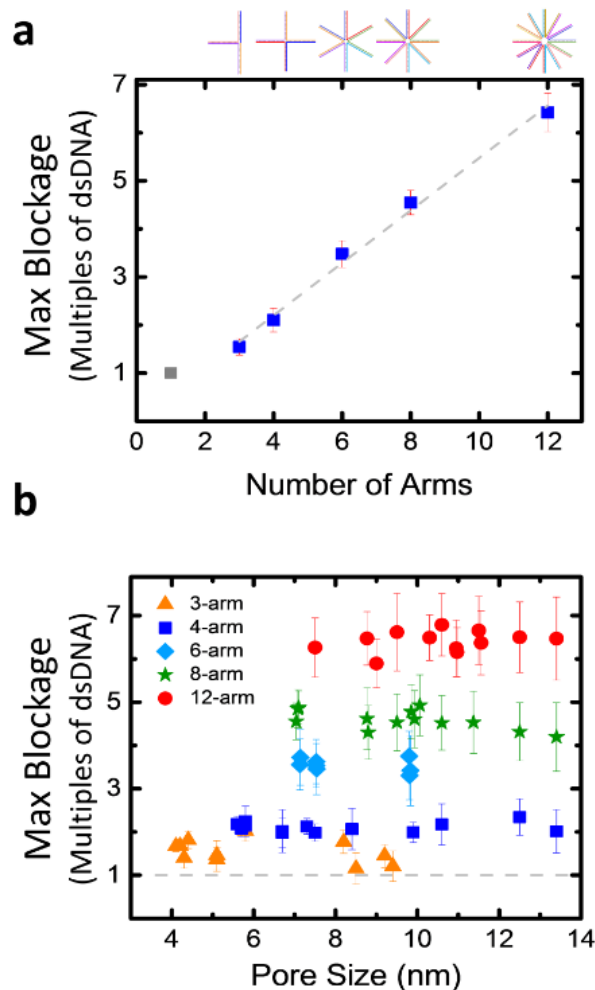 a
Max Blockage
(Multiples of dsDNA)
7
5
3
1
0 2 4 6 8 10 12
Number of Arms
b
Max Blockage
(Multiples of dsDNA)
7
5
3
1
3-arm
4-arm
6-arm
8-arm
12-arm
4 6 8 10 12 14
Pore Size (nm)